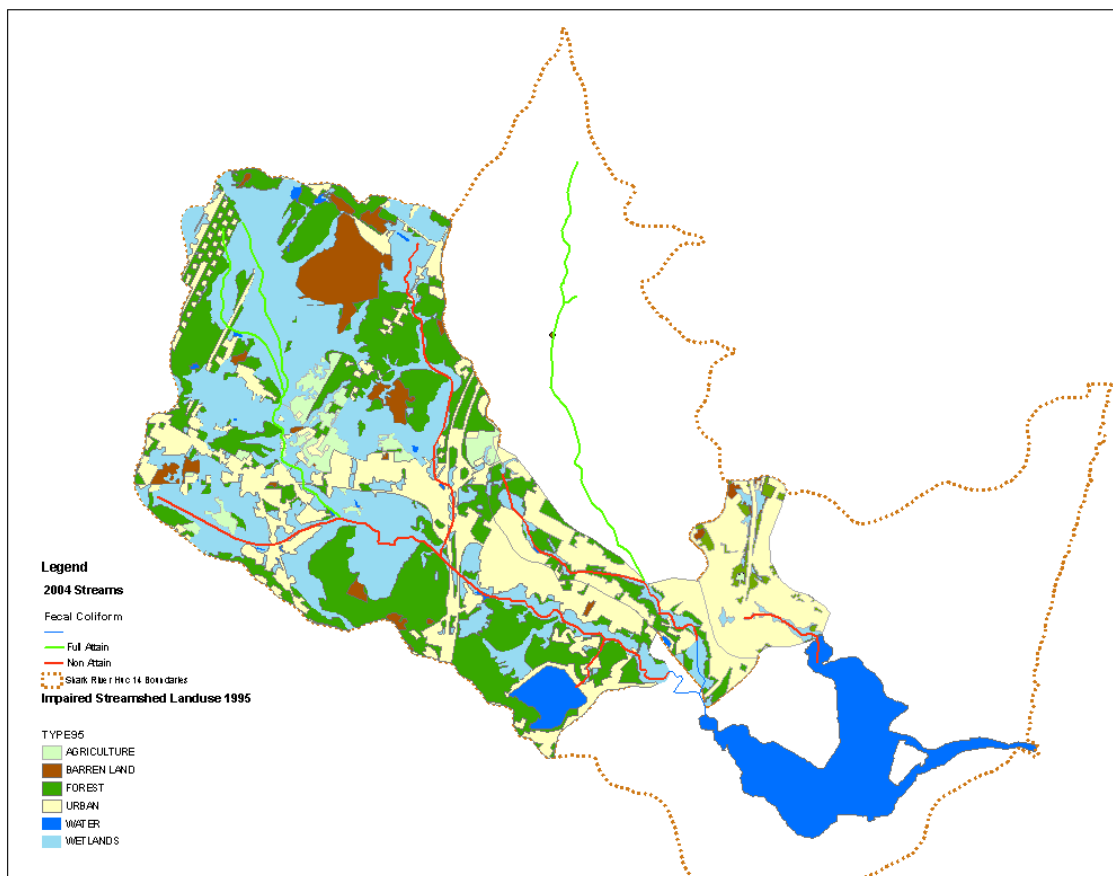 Legend
2004 Streams
Fecal Coliform
Full Attain
Non Attain
Shark River Huc 14 Boundaries
Impaired Streamshed Landuse 1995
TYPE95
AGRICULTURE
BARREN LAND
FOREST
URBAN
WATER
WETLANDS